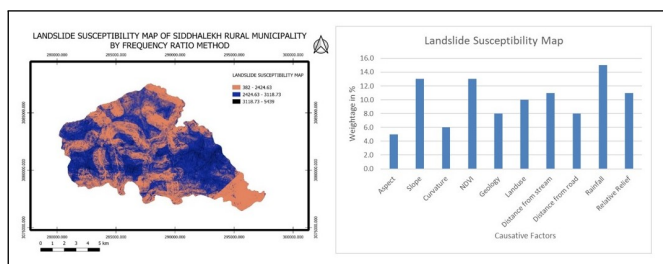 LANDSLIDE SUSCEPTIBILITY MAP OF SIDDHALEKH RURAL MUNICIPALITY
BY FREQUENCY RATIO METHOD
LANDSLIDE SUSCEPTIBILITY MAP
382 - 2424.63
2424.63 - 3118.73
3118.73 - 5439
0 1 2 3 4 5 km
Landslide Susceptibility Map
Weightage in %
16.0
14.0
12.0
10.0
8.0
6.0
4.0
2.0
0.0
Aspect
Slope
Curvature
NDVI
Geology
Landuse
Distance from stream
Distance from road
Rainfall
Relative Relief
Causative Factors